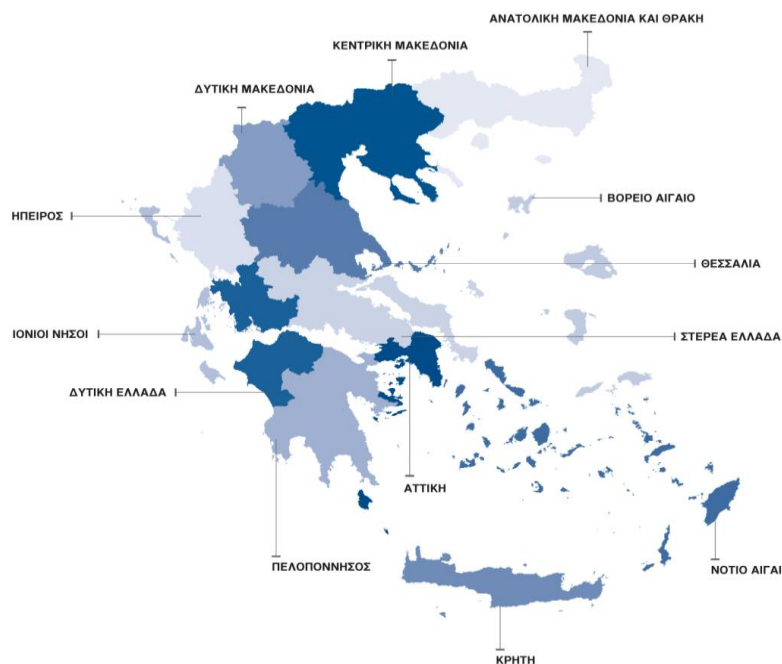 ΑΝΑΤΟΛΙΚΗ ΜΑΚΕΔΟΝΙΑ ΚΑΙ ΘΡΑΚΗ
ΚΕΝΤΡΙΚΗ ΜΑΚΕΔΟΝΙΑ
ΔΥΤΙΚΗ ΜΑΚΕΔΟΝΙΑ
ΒΟΡΕΙΟ ΑΙΓΑΙΟ
ΗΠΕΙΡΟΣ
ΘΕΣΣΑΛΙΑ
ΙΟΝΙΟΙ ΝΗΣΟΙ
ΣΤΕΡΕΑ ΕΛΛΑΔΑ
ΔΥΤΙΚΗ ΕΛΛΑΔΑ
ΑΤΤΙΚΗ
ΠΕΛΟΠΟΝΝΗΣΟΣ
ΝΟΤΙΟ ΑΙΓΑΙ
ΚΡΗΤΗ